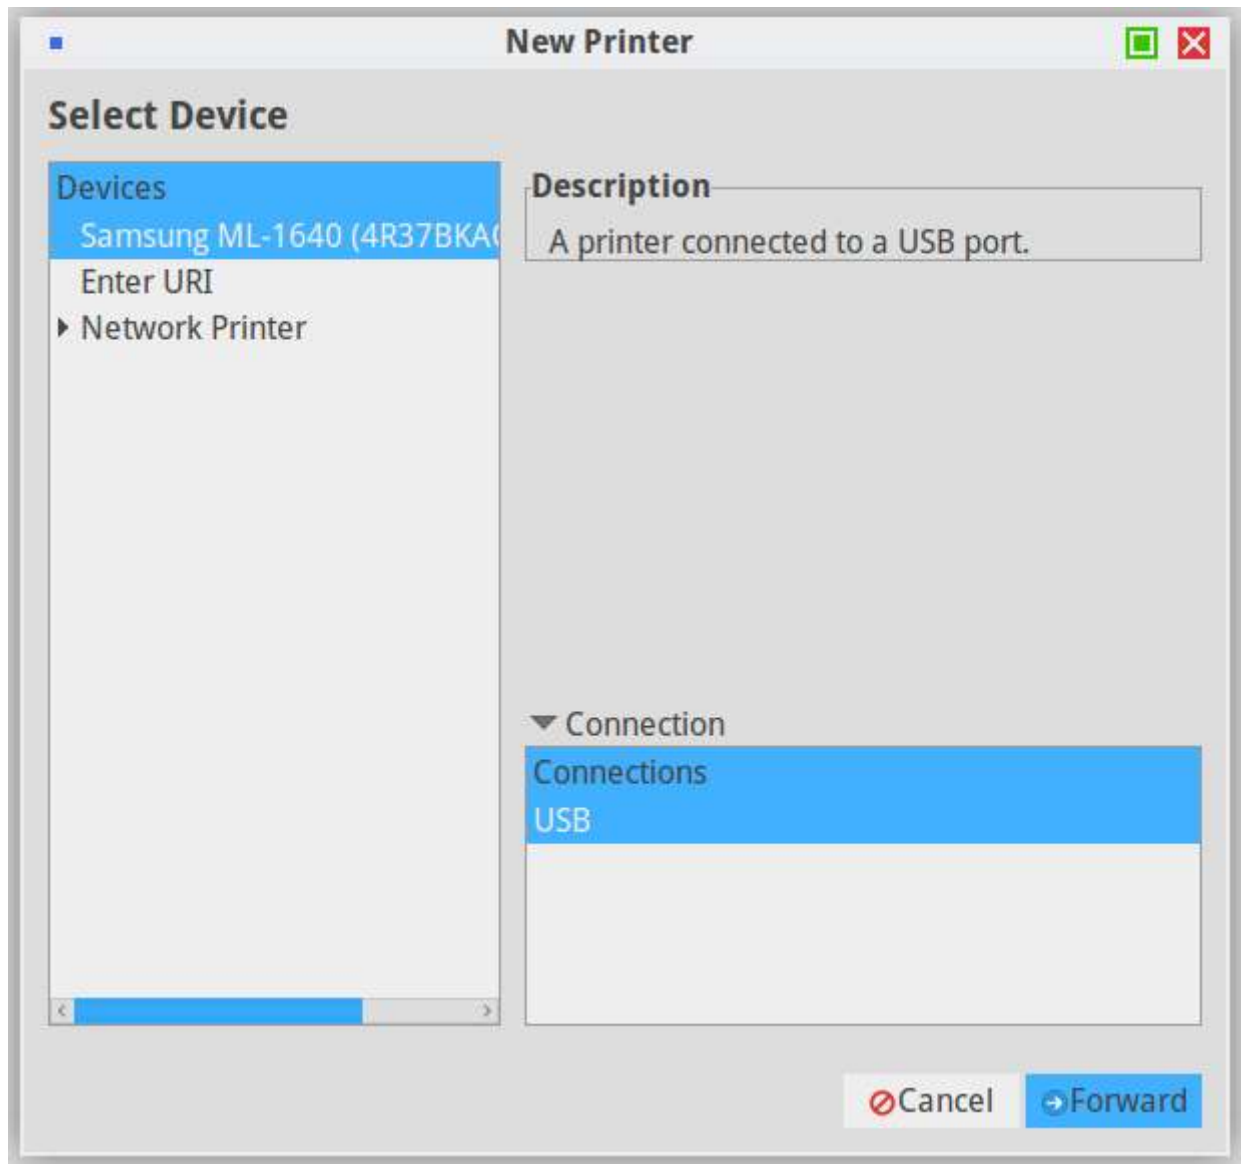 New Printer
Select Device
Devices
Samsung ML-1640 (4R37BKA
Enter URI
Network Printer
Description
A printer connected to a USB port.
Connection
Connections
USB
Cancel
Forward